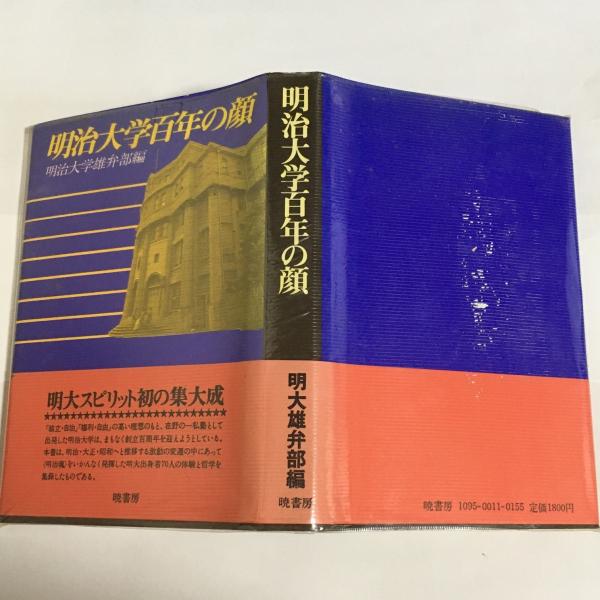 明治大学百年の顔
明治大学雄弁部編
明大スピリット初の集大成
★★★★★★★★★★★★★★★★★★★★★★★★
「独立・自治」「権利・自由」の高い理想のもと、在野の一私塾として
出発した明治大学は、まもなく創立百周年を迎えようとしている。
本書は、明治・大正・昭和へと推移する激動の変遷の中にあって
〈明治魂〉をいかんなく発揮した明大出身者70人の体験と哲学を
集録したものである。
暁書房
明治大学百年の顔
明大雄弁部編
暁書房
暁書房 1095-0011-0155 定価1800円